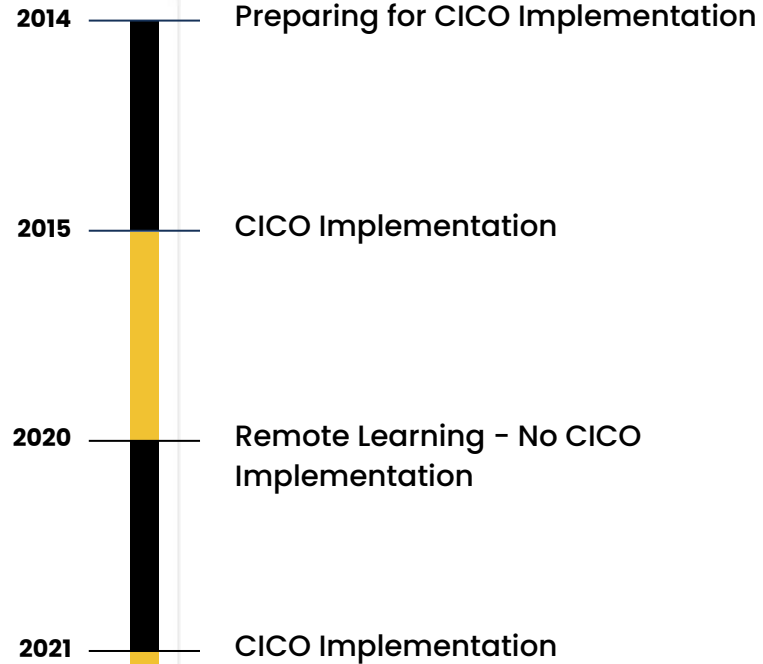 2014 Preparing for CICO Implementation
2015 CICO Implementation
2020 Remote Learning - No CICO
Implementation
2021 CICO Implementation